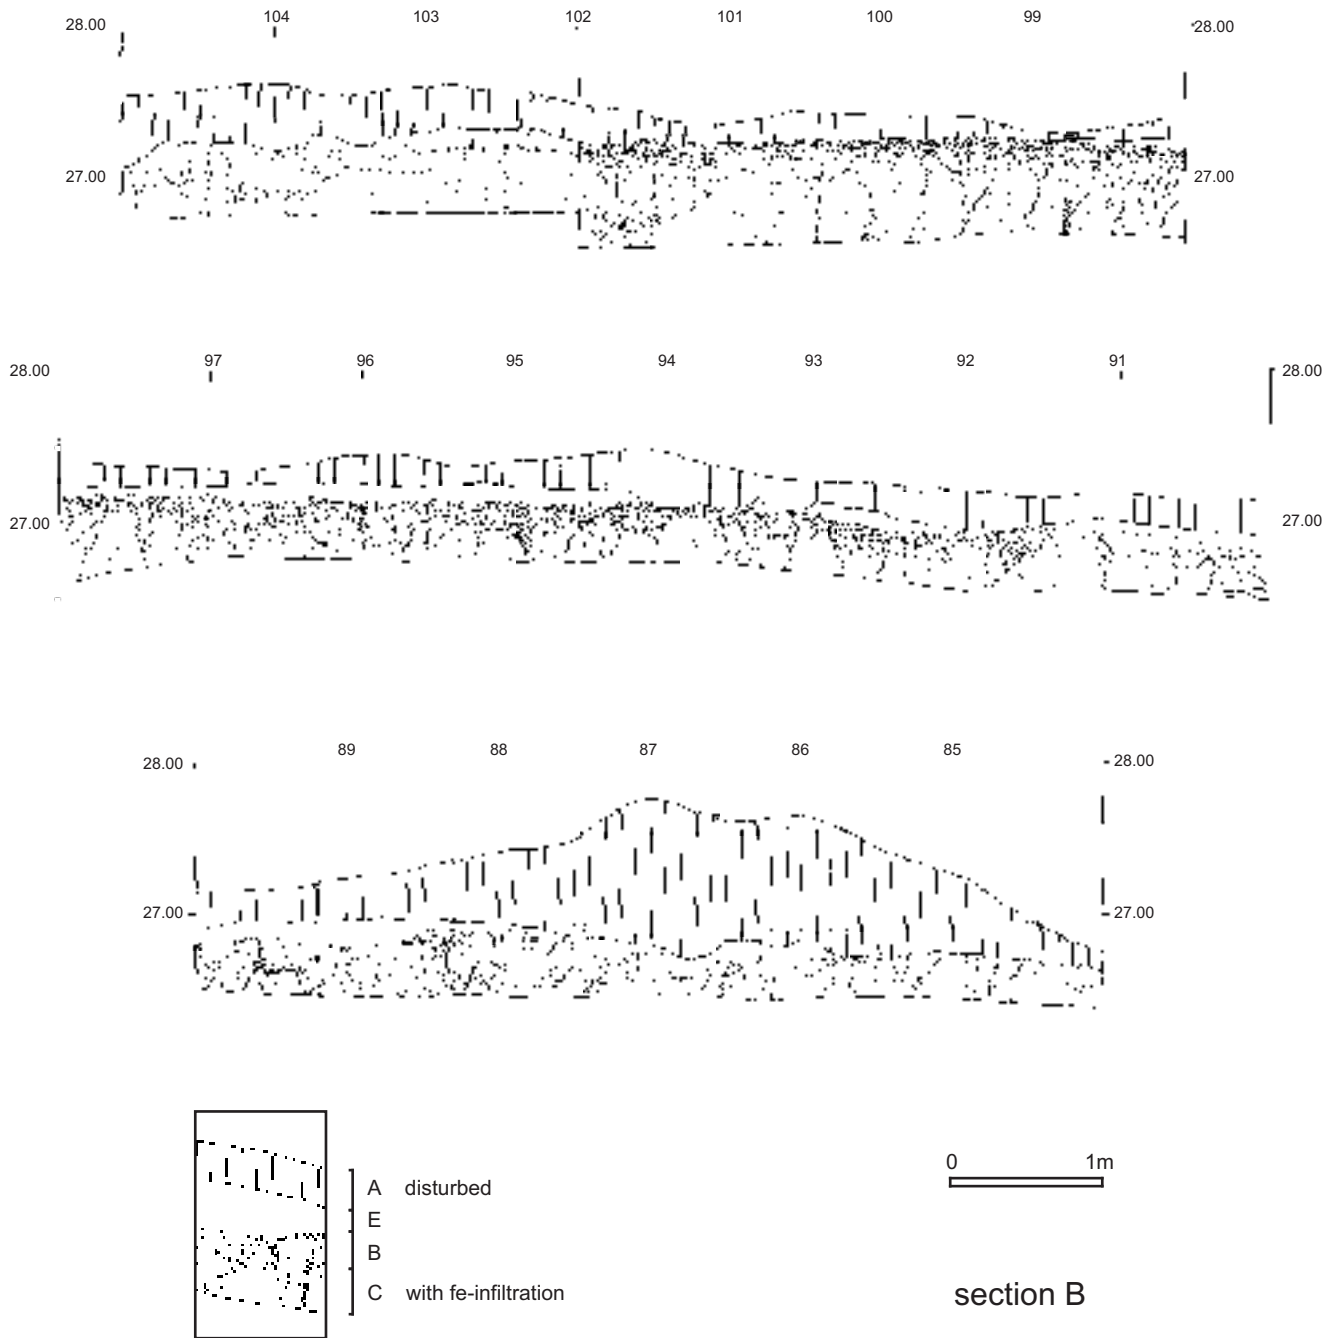 104 103 102 101 100 99
28.00 28.00
27.00 27.00
97 96 95 94 93 92 91
28.00 28.00
27.00 27.00
89 88 87 86 85
28.00 28.00
27.00 27.00
0 1m
A disturbed
E
B
C with fe-infiltration
section B